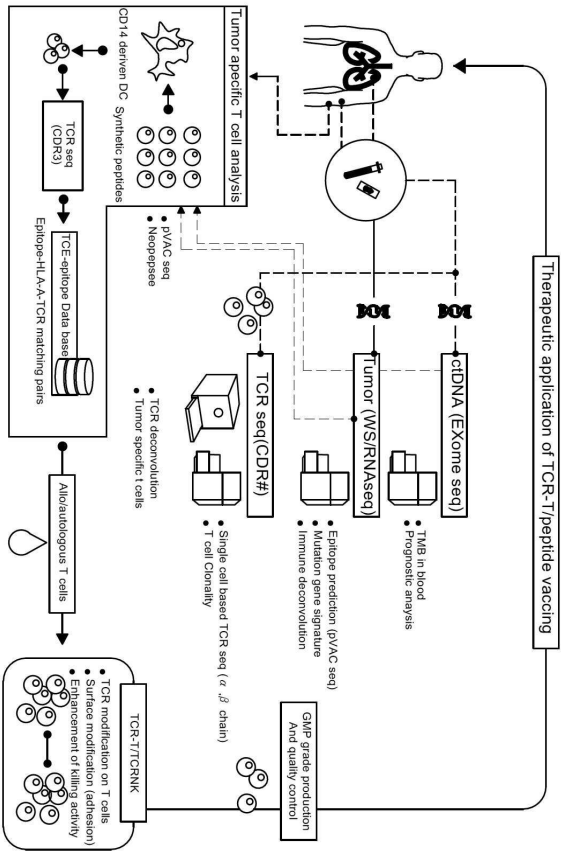 Therapeutic application of TCR-T/peptide vaccing
ctDNA (EXome seq)
TMB in blood
Prognostic anaysis
Tumor (WS/RNAseq)
Epitope prediction (pVAC seq)
Mutation gene signature
Immune deconvolution
TCR seq(CDR#)
Single cell based TCR seq ( α ,β chain)
T cell Clonality
TCR deconvolution
Tumor specific t cells
pVAC seq
Neopepsee
Tumor apecific T cell analysis
CD14 deriven DC
Synthetic peptides
TCR seq
(CDR3)
TCE-epitope Data base
Epitope-HLA-A-TCR matching pairs
Allo/autologous T cells
TCR-T/TCRNK
TCR modification on T cells
Surface modification (adhesion)
Enhancement of killing activity
GMP grade production
And quality control